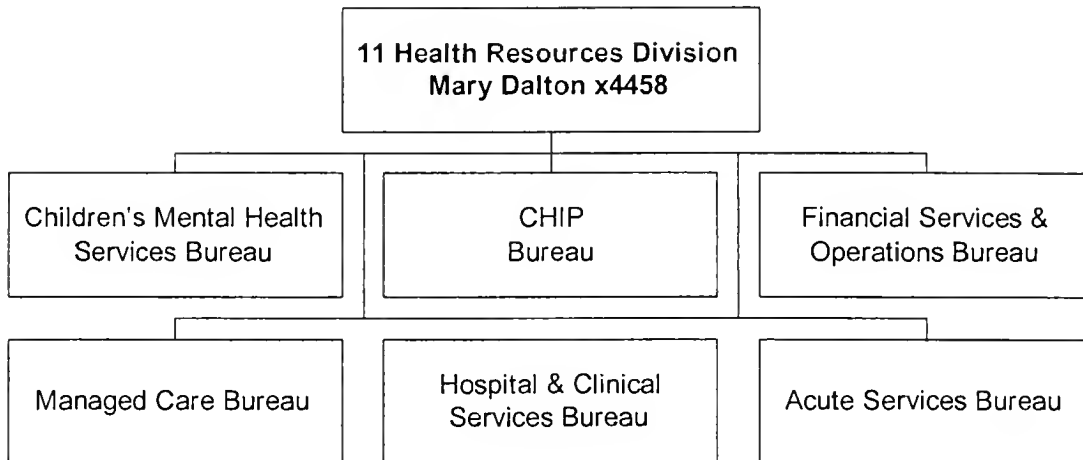 11 Health Resources Division
Mary Dalton x4458
Children's Mental Health
Services Bureau
CHIP
Bureau
Financial Services &
Operations Bureau
Managed Care Bureau
Hospital & Clinical
Services Bureau
Acute Services Bureau